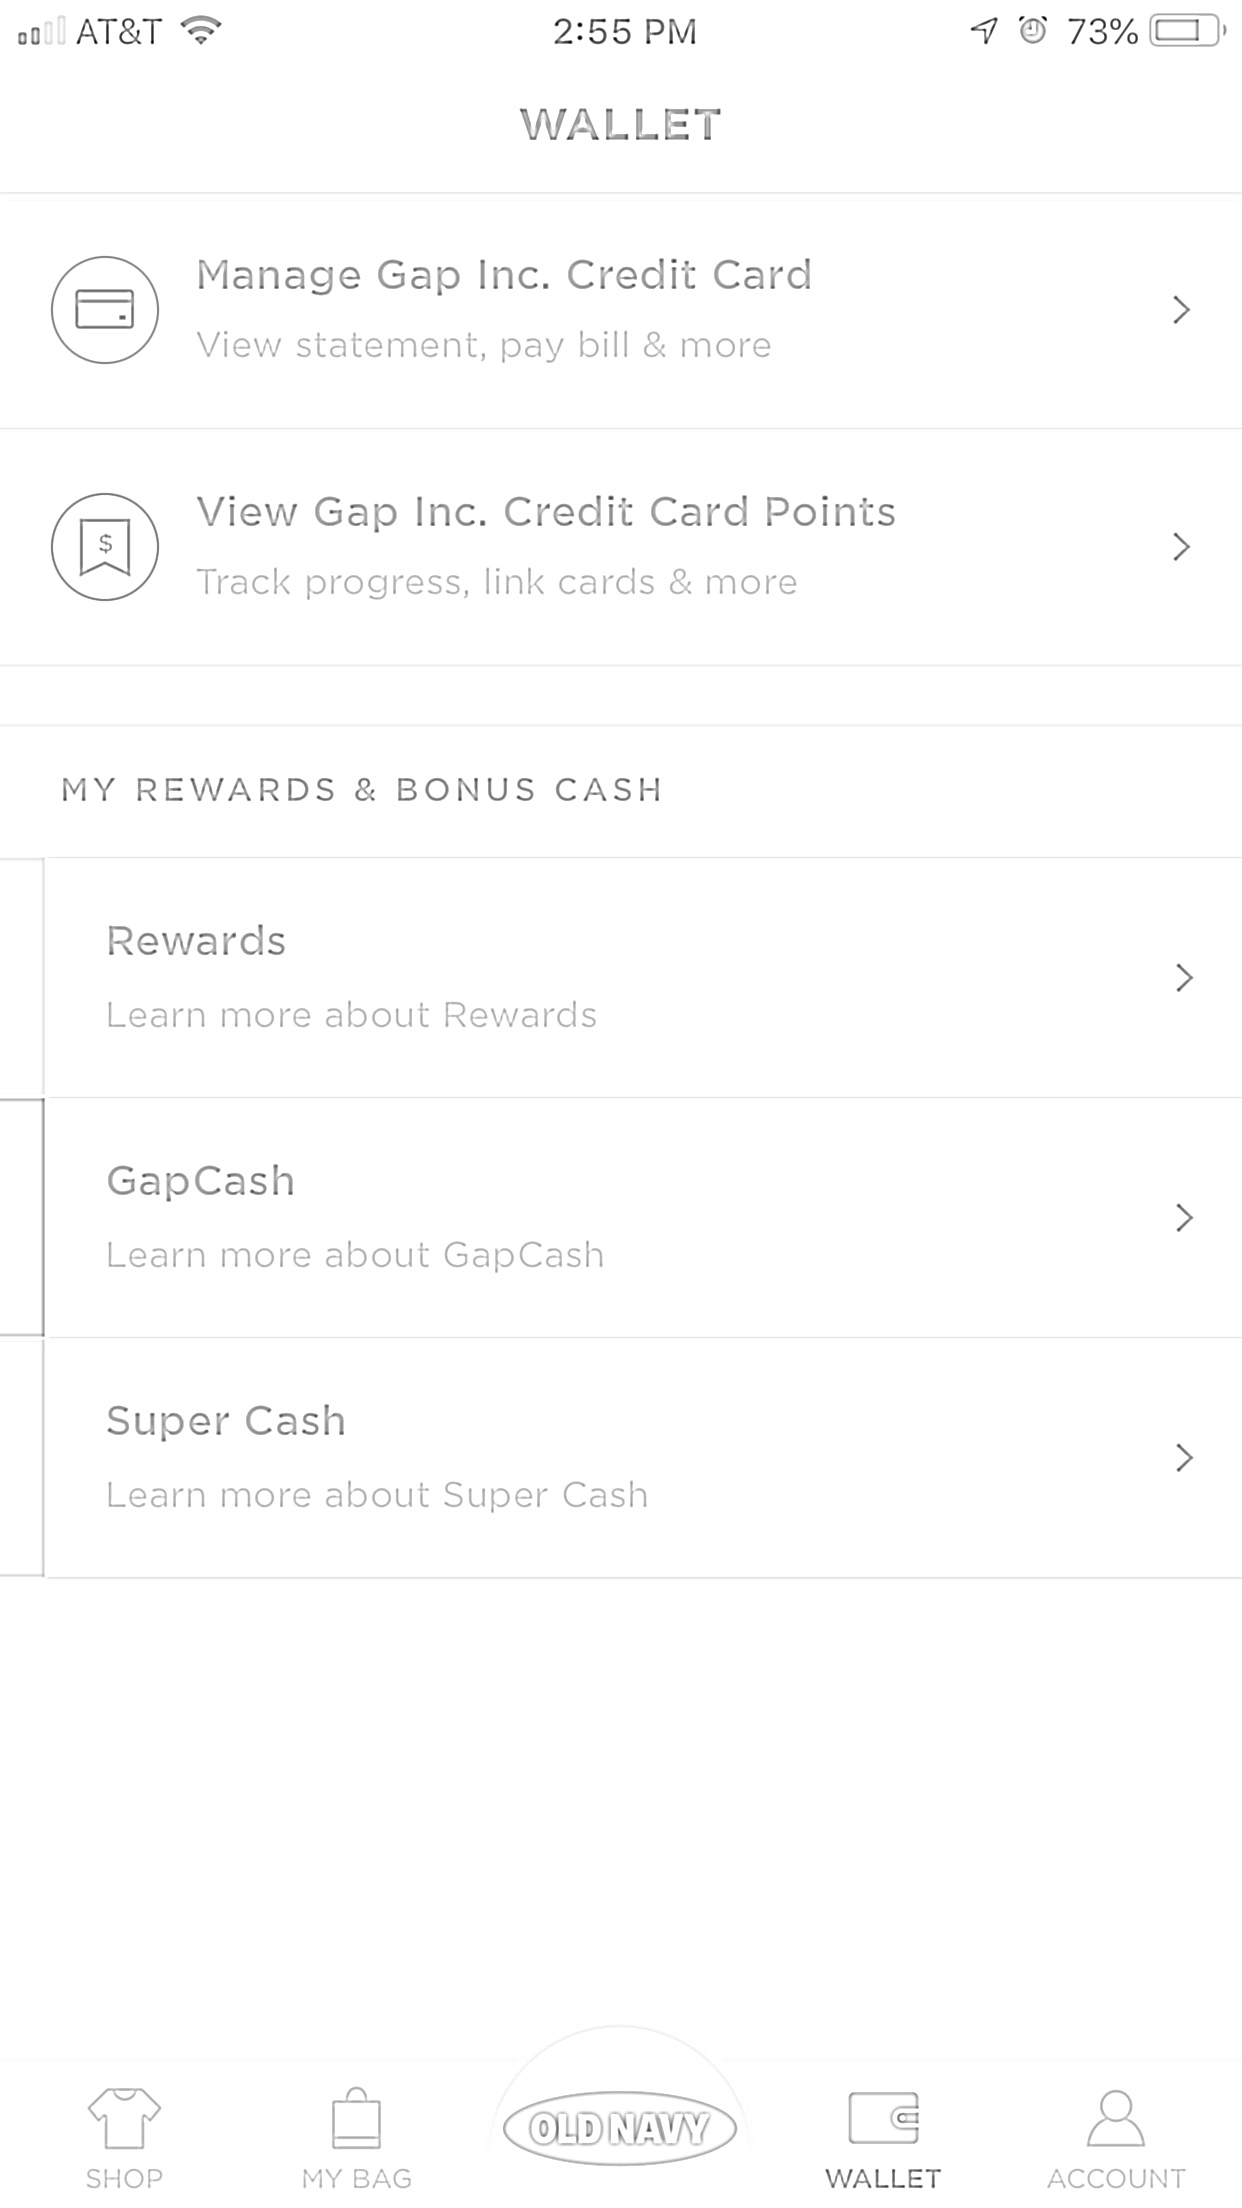 AT&T 2:55 PM 73%
WALLET
Manage Gap Inc. Credit Card
View statement, pay bill & more
$
View Gap Inc. Credit Card Points
Track progress, link cards & more
MY REWARDS & BONUS CASH
Rewards
Learn more about Rewards
GapCash
Learn more about GapCash
Super Cash
Learn more about Super Cash
OLD NAVY
SHOP MY BAG WALLET ACCOUNT